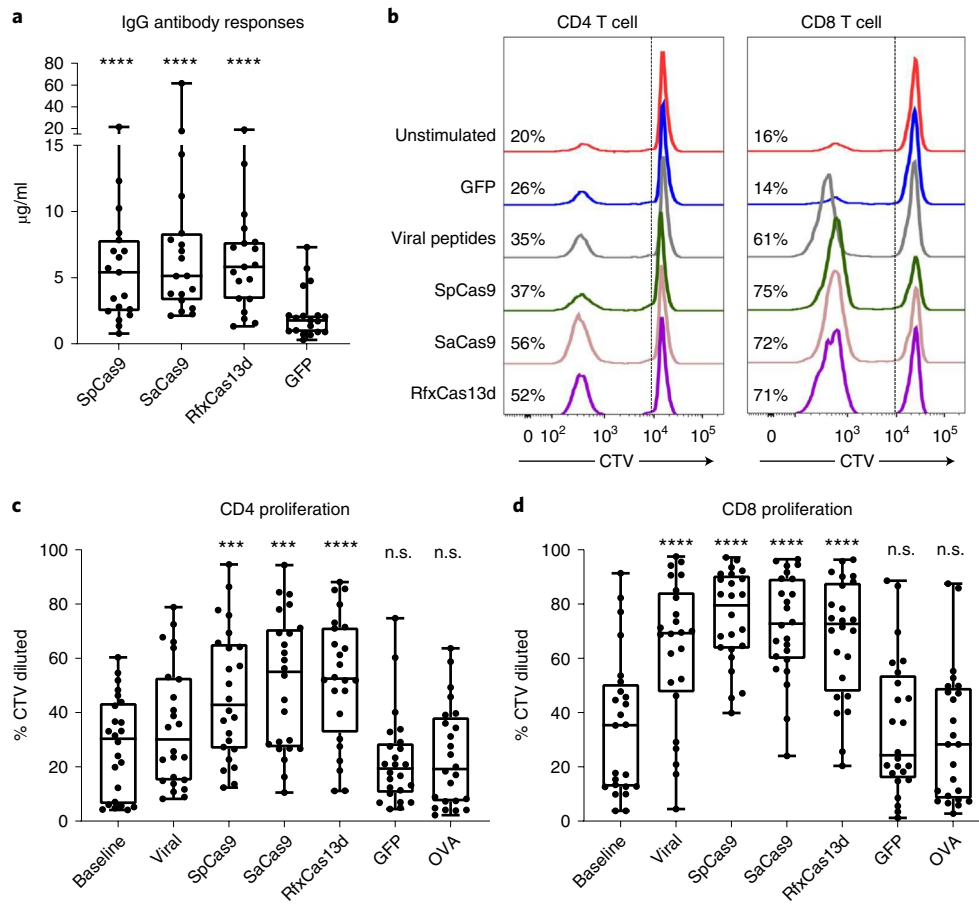 a
IgG antibody responses
**** **** ****
80
60
40
20
15
10
5
0
µg/ml
SpCas9
SaCas9
RfxCas13d
GFP
b
CD4 T cell
CD8 T cell
Unstimulated
20%
16%
GFP
26%
14%
Viral peptides
35%
61%
SpCas9
37%
75%
SaCas9
56%
72%
RfxCas13d
52%
71%
0 10² 10³ 10⁴ 10⁵
CTV
0 10³ 10⁴ 10⁵
CTV
c
CD4 proliferation
*** *** **** n.s. n.s.
100
80
60
40
20
0
% CTV diluted
Baseline
Viral
SpCas9
SaCas9
RfxCas13d
GFP
OVA
d
CD8 proliferation
**** **** **** **** n.s. n.s.
100
80
60
40
20
0
% CTV diluted
Baseline
Viral
SpCas9
SaCas9
RfxCas13d
GFP
OVA